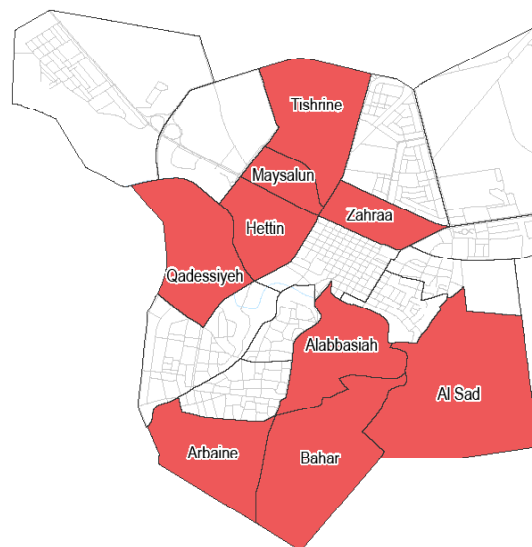 Tishrine
Maysalun
Zahraa
Hettin
Qadessiyeh
Alabbasiah
Al Sad
Arbaine
Bahar